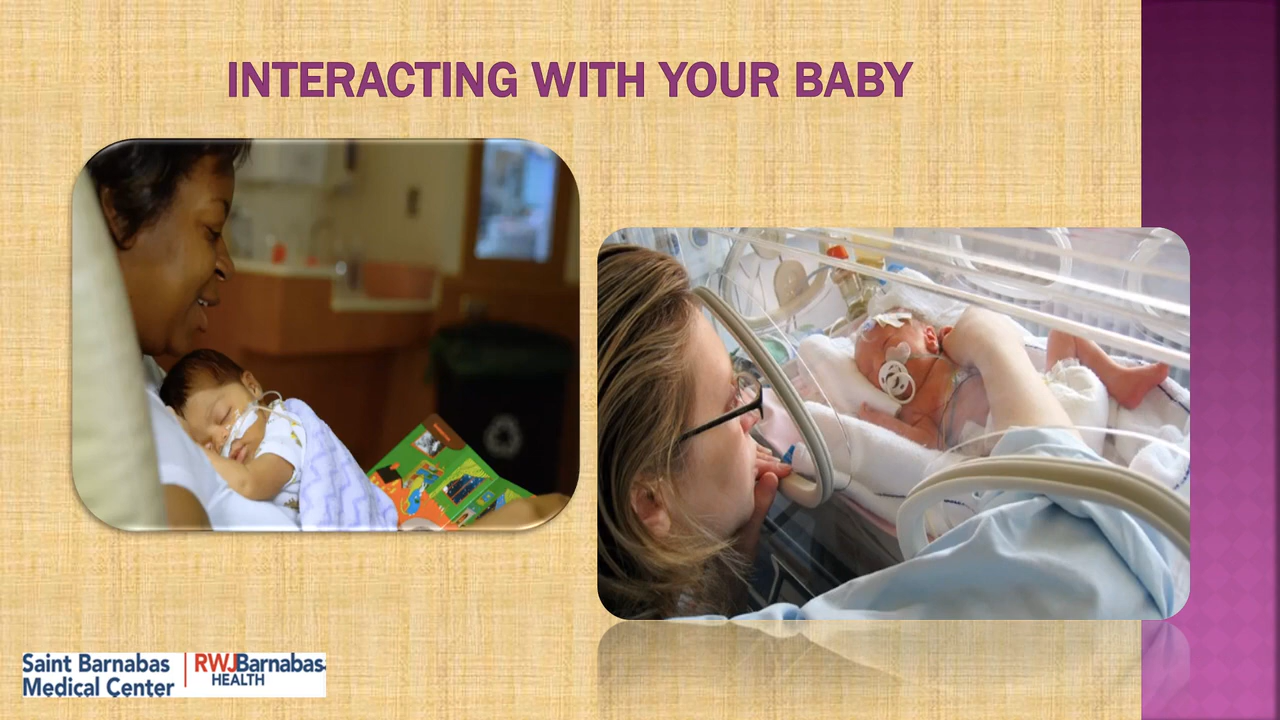 INTERACTING WITH YOUR BABY
Saint Barnabas
Medical Center
RWJBarnabas
HEALTH